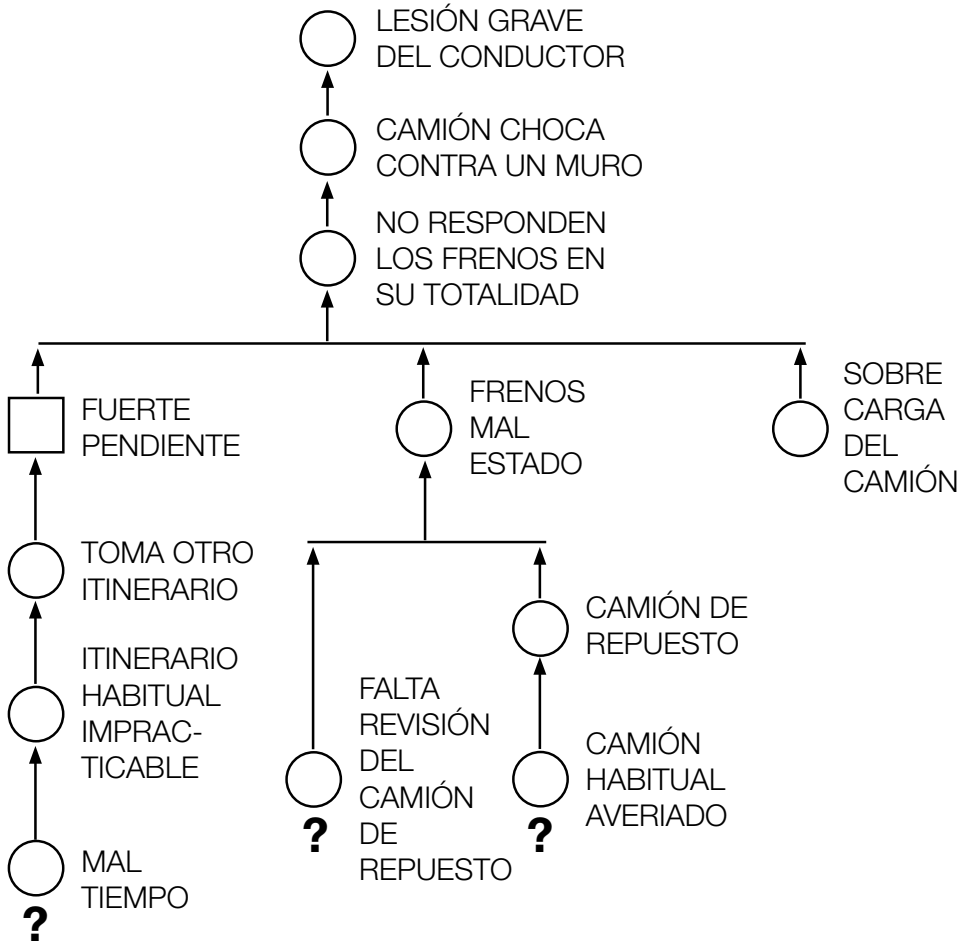 LESIÓN GRAVE
DEL CONDUCTOR
CAMIÓN CHOCA
CONTRA UN MURO
NO RESPONDEN
LOS FRENOS EN
SU TOTALIDAD
FUERTE
PENDIENTE
FRENOS
MAL
ESTADO
SOBRE
CARGA
DEL
CAMIÓN
TOMA OTRO
ITINERARIO
ITINERARIO
HABITUAL
IMPRAC-
TICABLE
MAL
TIEMPO
?
FALTA
REVISIÓN
DEL
CAMIÓN
DE
REPUESTO
?
CAMIÓN DE
REPUESTO
CAMIÓN
HABITUAL
AVERIADO
?